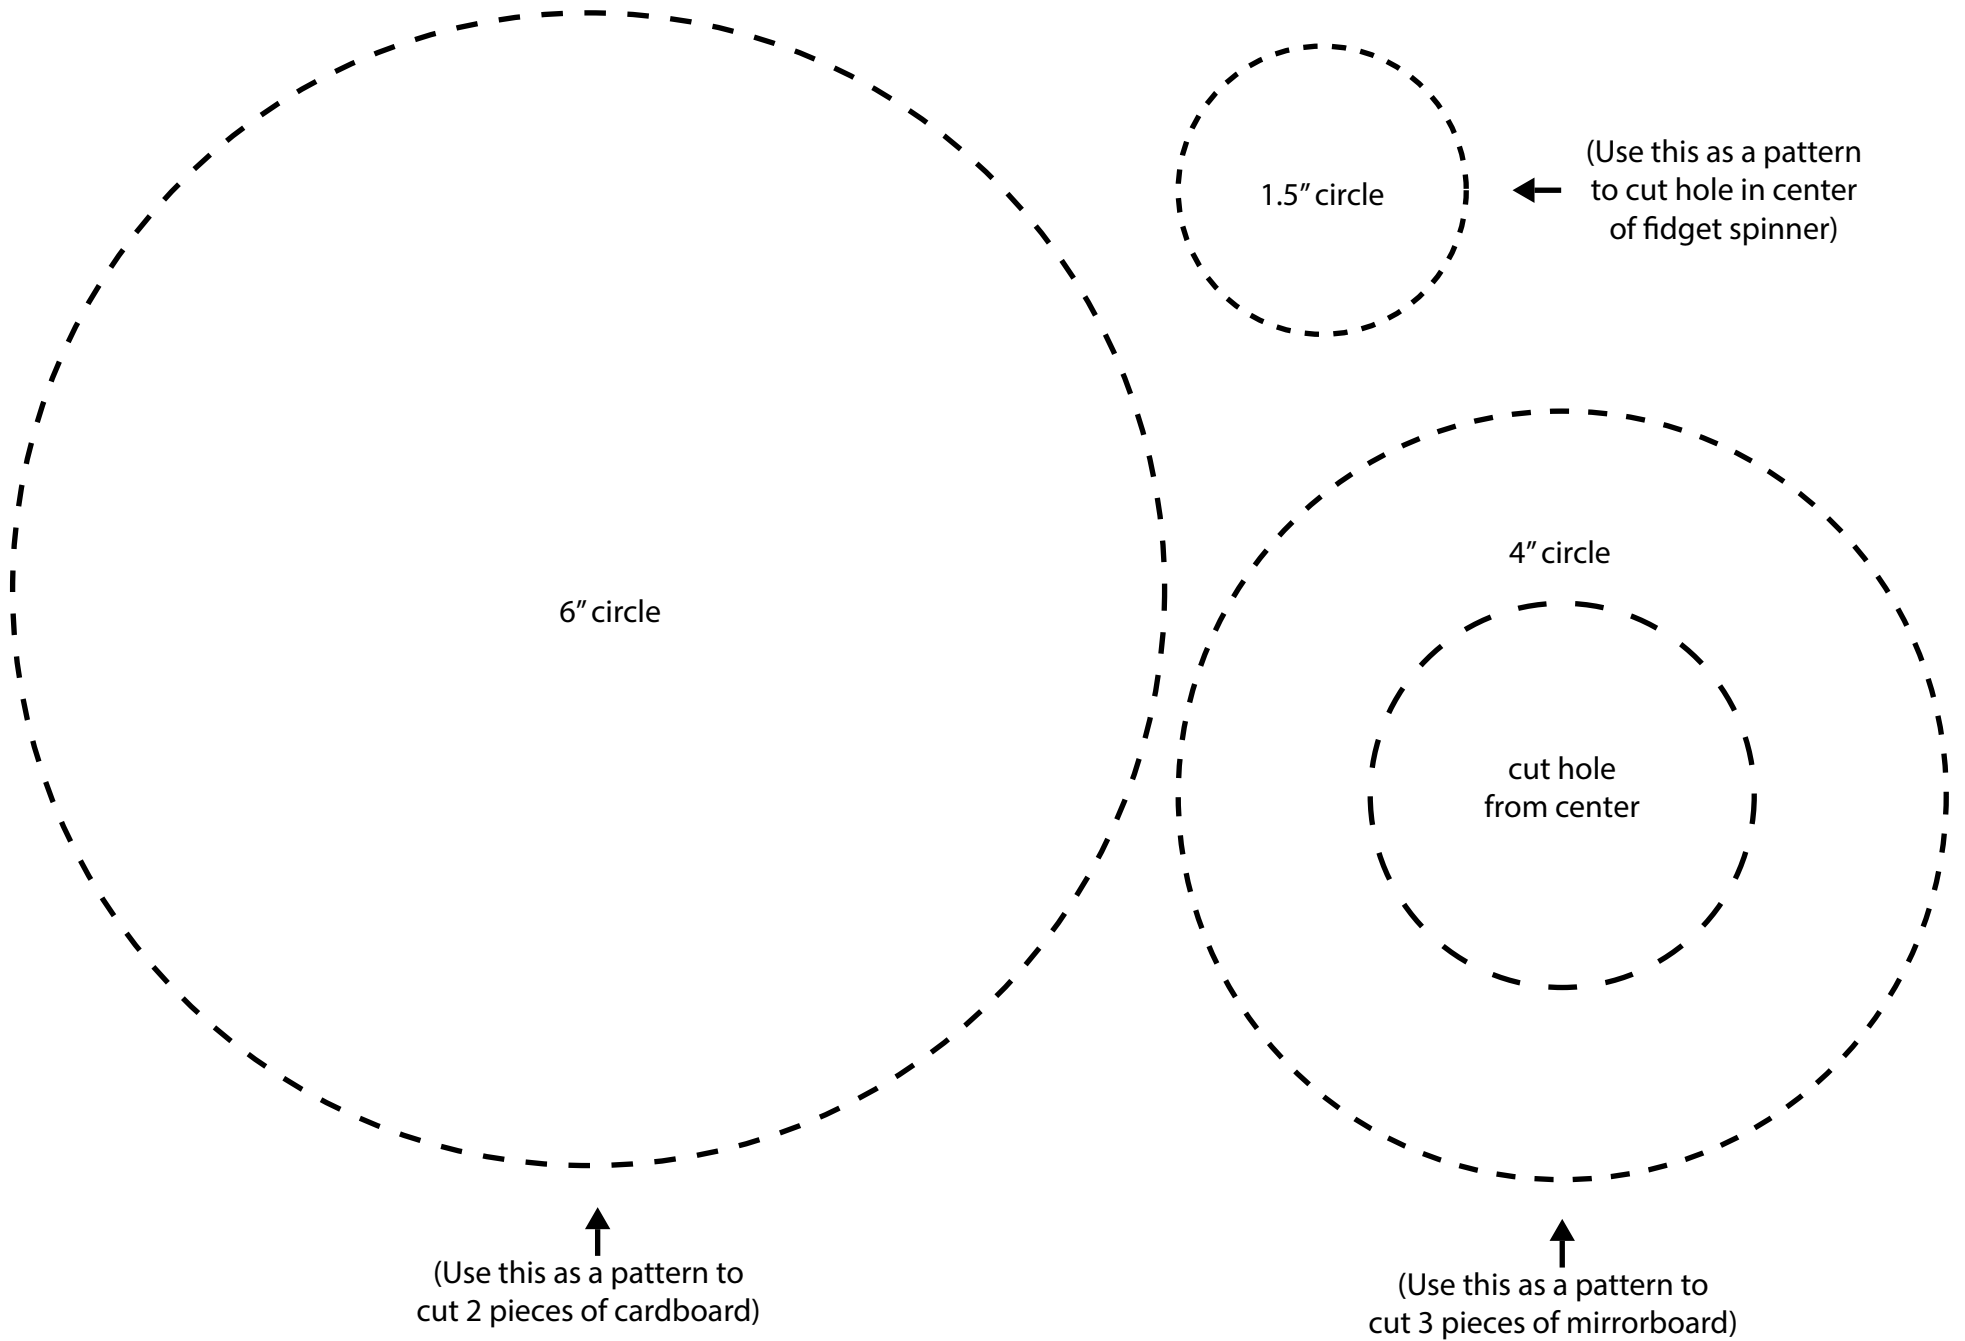 1.5” circle
(Use this as a pattern
to cut hole in center
of fidget spinner)
6” circle
4” circle
cut hole
from center
(Use this as a pattern to
cut 2 pieces of cardboard)
(Use this as a pattern to
cut 3 pieces of mirrorboard)